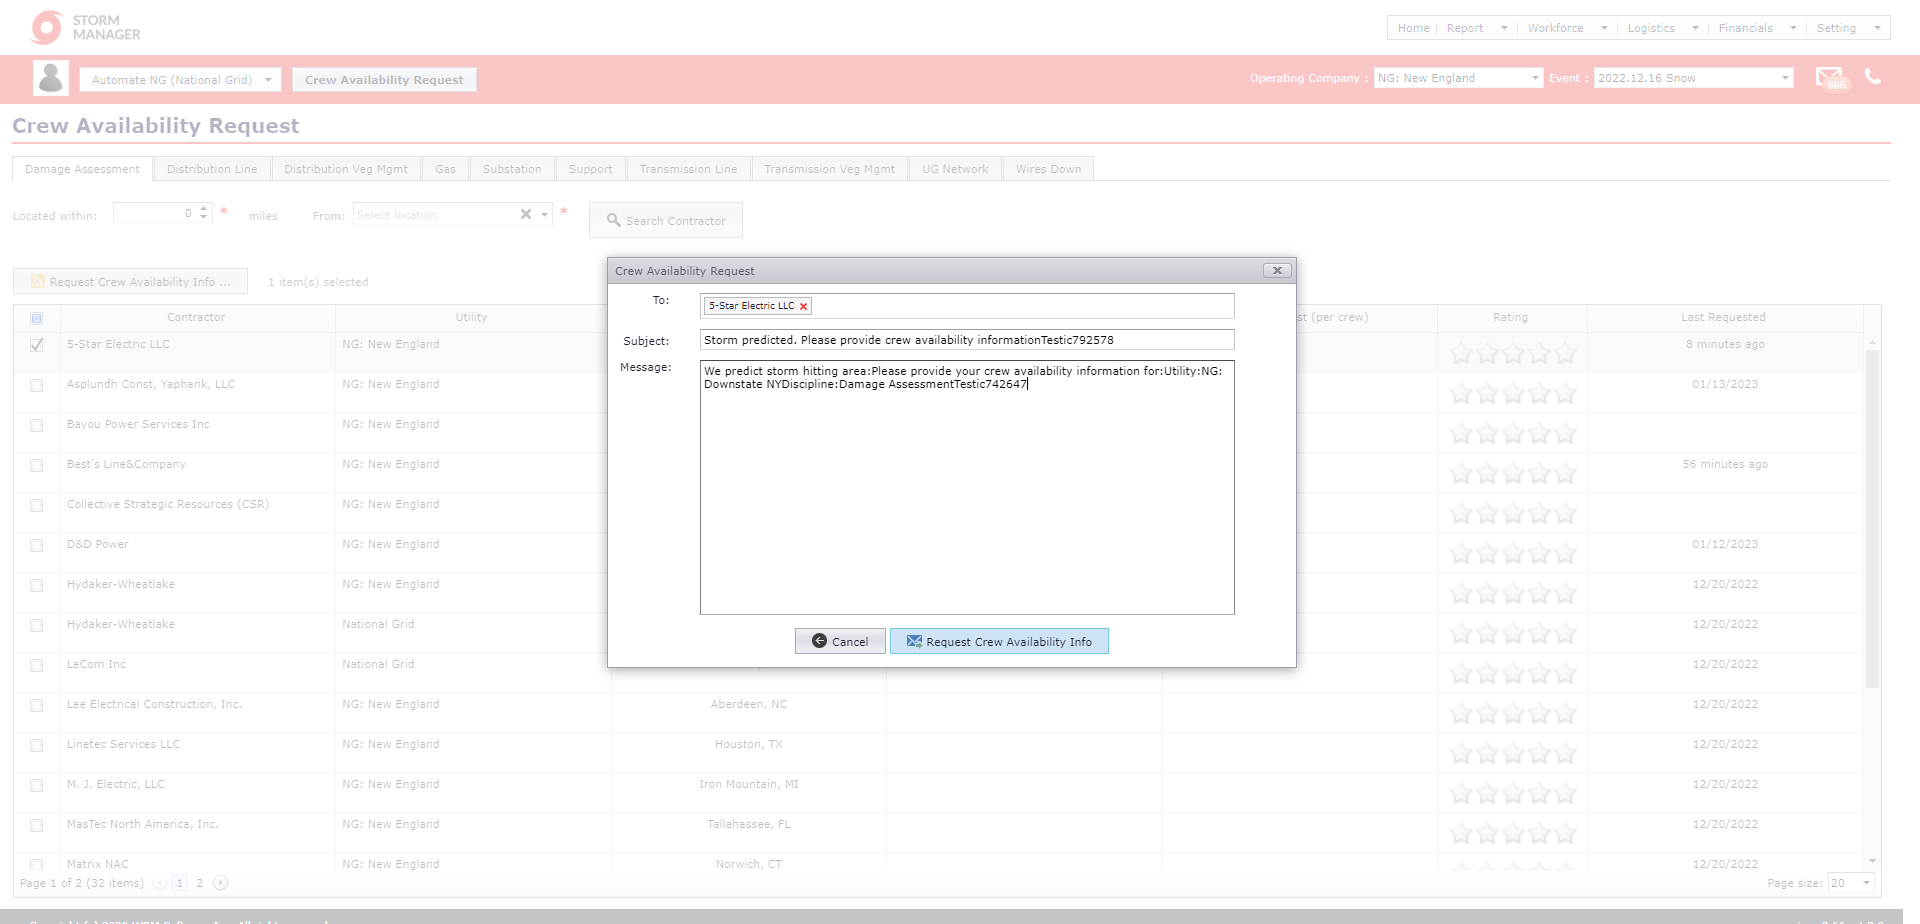 STORM
MANAGER
Home Report Workforce Logistics Financials Setting
Automate NG (National Grid) Crew Availability Request Operating Company : NG: New England Event : 2022.12.16 Snow 866
Crew Availability Request
Damage Assessment Distribution Line Distribution Veg Mgmt Gas Substation Support Transmission Line Transmission Veg Mgmt UG Network Wires Down
Located within: 0 * miles From: Select location * Search Contractor
Request Crew Availability Info ... 1 item(s) selected
Crew Availability Request
To: 5-Star Electric LLC
Subject: Storm predicted. Please provide crew availability informationTestic792578
Message: We predict storm hitting area:Please provide your crew availability information for:Utility:NG:
Downstate NYDiscipline:Damage AssessmentTestic742647
Cancel Request Crew Availability Info
Contractor Utility (per crew) Rating Last Requested
5-Star Electric LLC NG: New England 8 minutes ago
Asplundh Const, Yaphank, LLC NG: New England 01/13/2023
Bayou Power Services Inc NG: New England
Best's Line&Company NG: New England 56 minutes ago
Collective Strategic Resources (CSR) NG: New England
D&D Power NG: New England 01/12/2023
Hydaker-Wheatlake NG: New England 12/20/2022
Hydaker-Wheatlake National Grid 12/20/2022
LeCom Inc National Grid 12/20/2022
Lee Electrical Construction, Inc. NG: New England Aberdeen, NC 12/20/2022
Linetec Services LLC NG: New England Houston, TX 12/20/2022
M. J. Electric, LLC NG: New England Iron Mountain, MI 12/20/2022
MasTec North America, Inc. NG: New England Tallahassee, FL 12/20/2022
Matrix NAC NG: New England Norwich, CT 12/20/2022
Page 1 of 2 (32 items) 1 2 Page size: 20